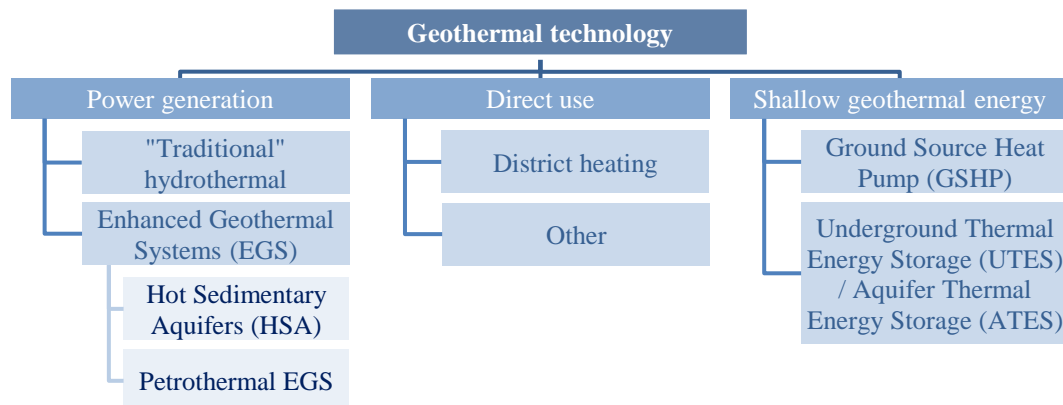 Geothermal technology
Power generation
"Traditional"
hydrothermal
Enhanced Geothermal
Systems (EGS)
Hot Sedimentary
Aquifers (HSA)
Petrothermal EGS
Direct use
District heating
Other
Shallow geothermal energy
Ground Source Heat
Pump (GSHP)
Underground Thermal
Energy Storage (UTES)
/ Aquifer Thermal
Energy Storage (ATES)